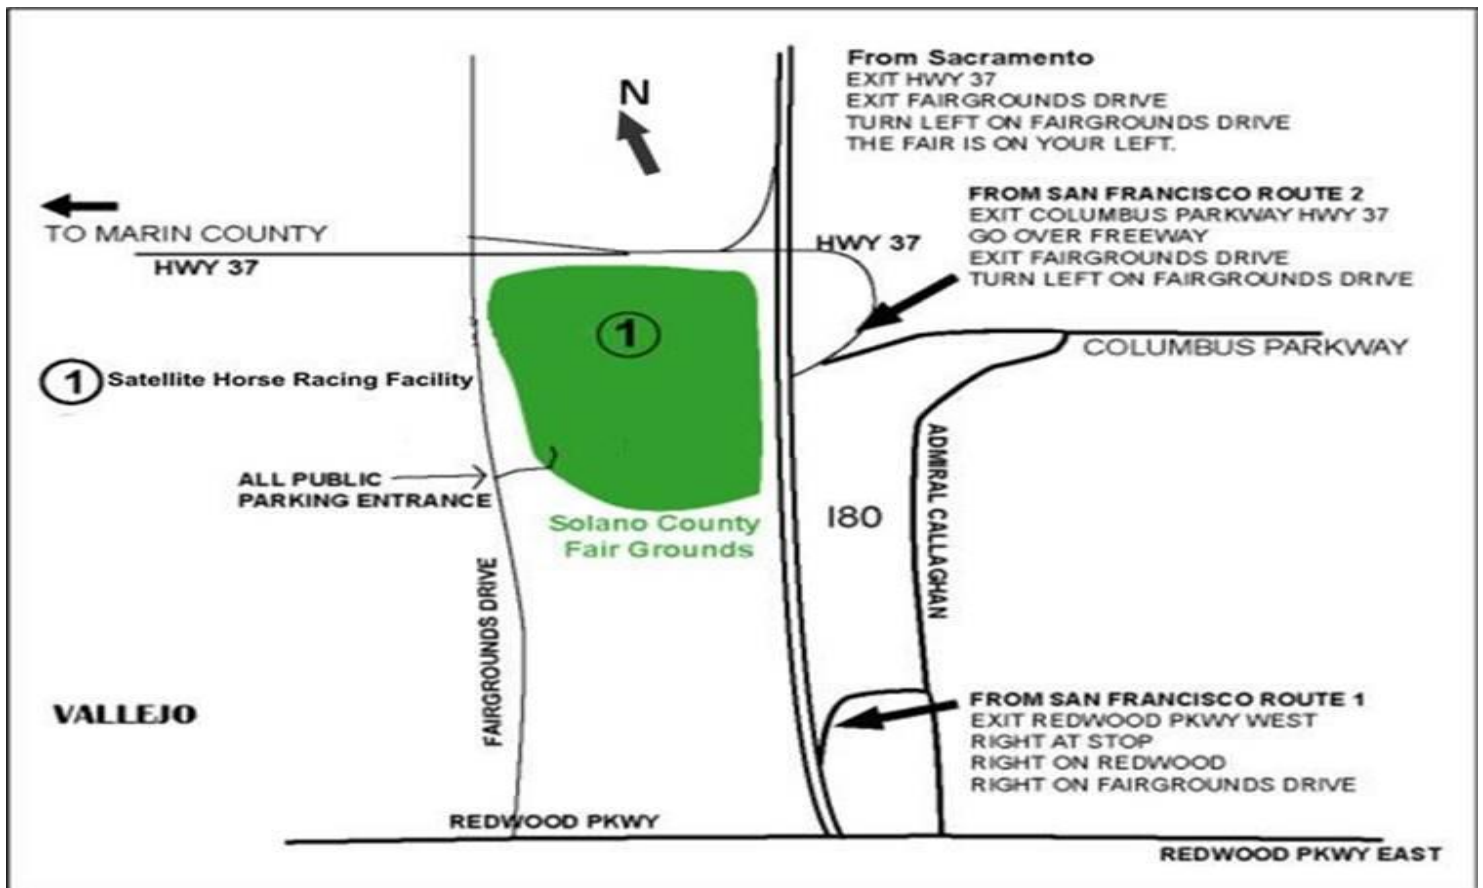 From Sacramento
EXIT HWY 37
EXIT FAIRGROUNDS DRIVE
TURN LEFT ON FAIRGROUNDS DRIVE
THE FAIR IS ON YOUR LEFT.
N
FROM SAN FRANCISCO ROUTE 2
EXIT COLUMBUS PARKWAY HWY 37
GO OVER FREEWAY
EXIT FAIRGROUNDS DRIVE
TURN LEFT ON FAIRGROUNDS DRIVE
TO MARIN COUNTY
HWY 37
HWY 37
1
COLUMBUS PARKWAY
1 Satellite Horse Racing Facility
ALL PUBLIC
PARKING ENTRANCE
Solano County
Fair Grounds
I80
ADMIRAL CALLAGHAN
FAIRGROUNDS DRIVE
VALLEJO
FROM SAN FRANCISCO ROUTE 1
EXIT REDWOOD PKWY WEST
RIGHT AT STOP
RIGHT ON REDWOOD
RIGHT ON FAIRGROUNDS DRIVE
REDWOOD PKWY
REDWOOD PKWY EAST